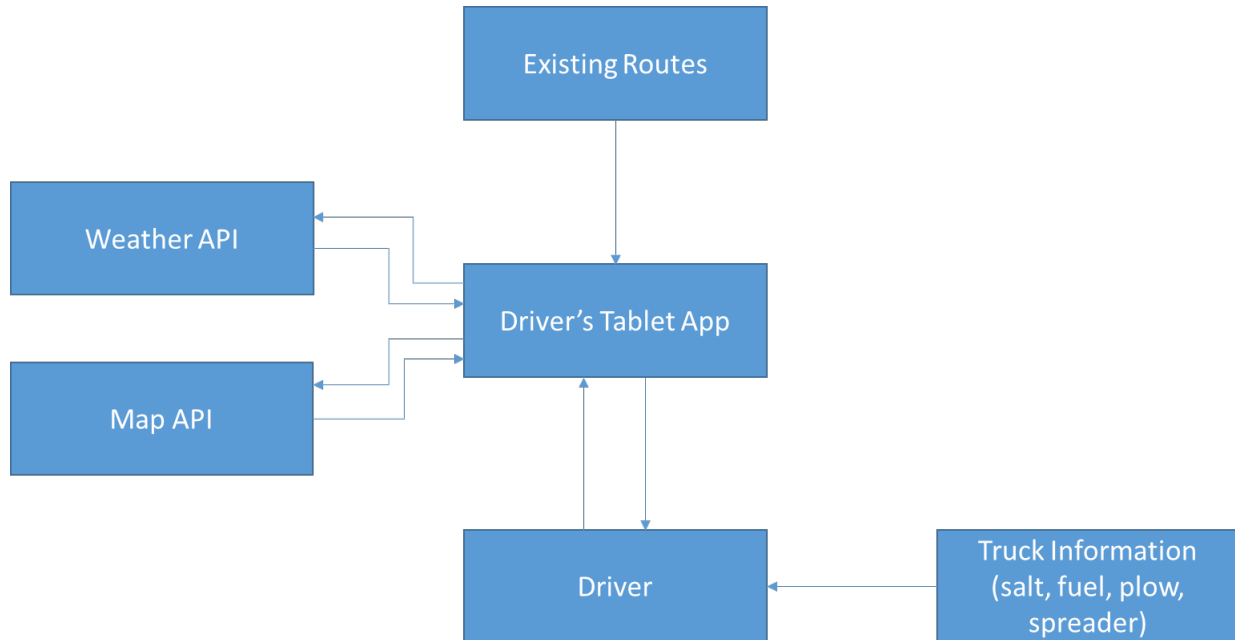 Existing Routes
Weather API
Driver’s Tablet App
Map API
Driver
Truck Information
(salt, fuel, plow,
spreader)